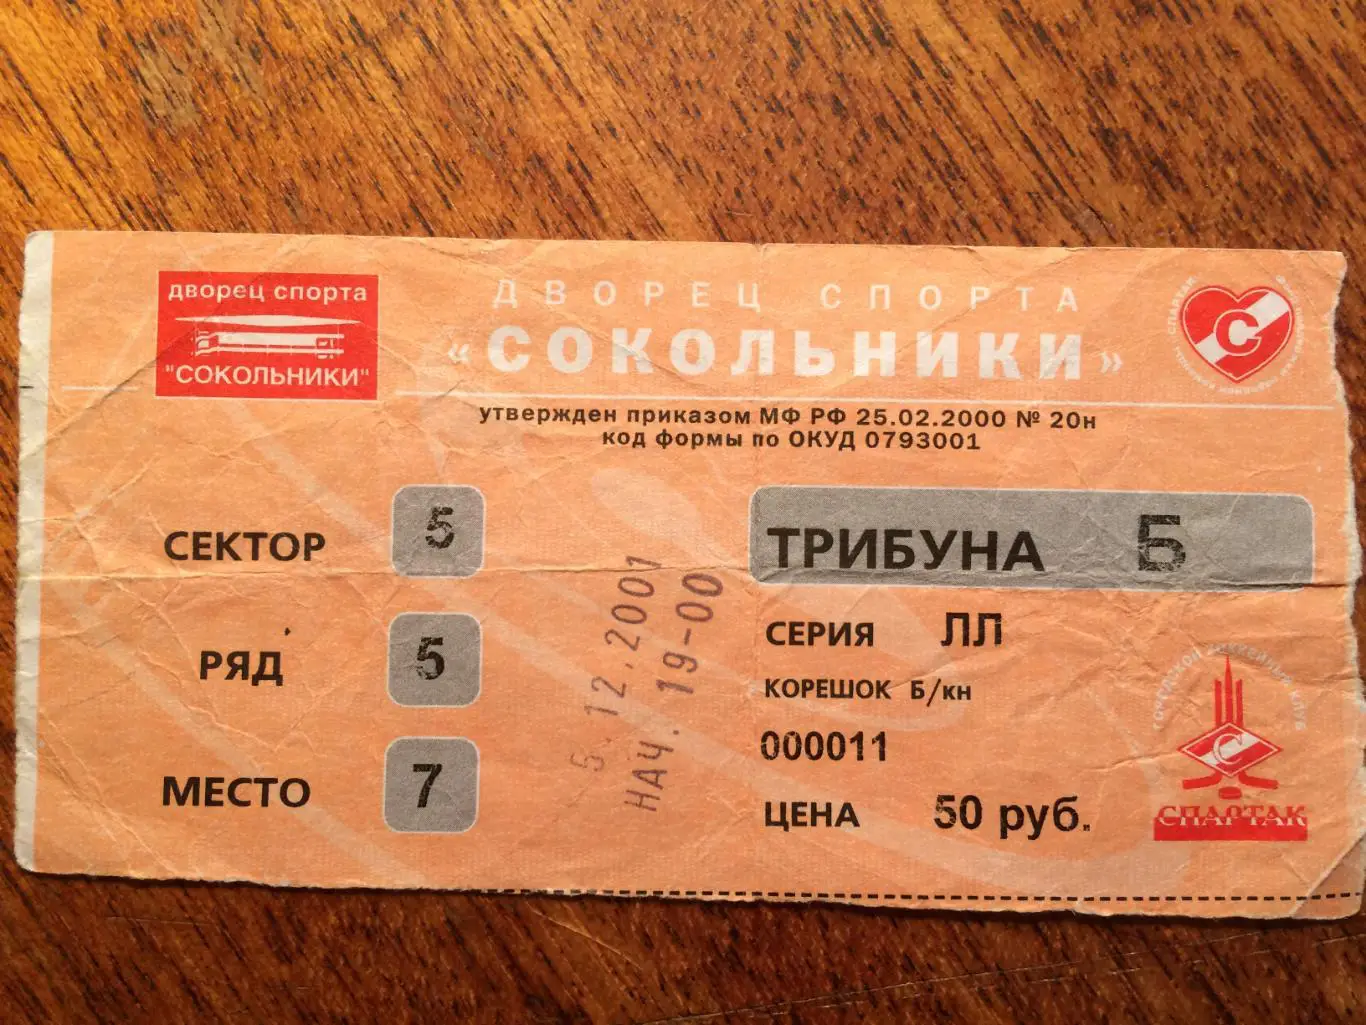 дворец спорта
"СОКОЛЬНИКИ"
ДВОРЕЦ СПОРТА
«СОКОЛЬНИКИ»
утвержден приказом МФ РФ 25.02.2000 № 20н
код формы по ОКУД 0793001
СПАРТАК
С
СЕКТОР 5
РЯД 5
МЕСТО 7
5.12.2001
НАЧ. 19-00
ТРИБУНА Б
СЕРИЯ ЛЛ
КОРЕШОК Б/кн
000011
ЦЕНА 50 руб.
КЛУБ
С
СПАРТАК